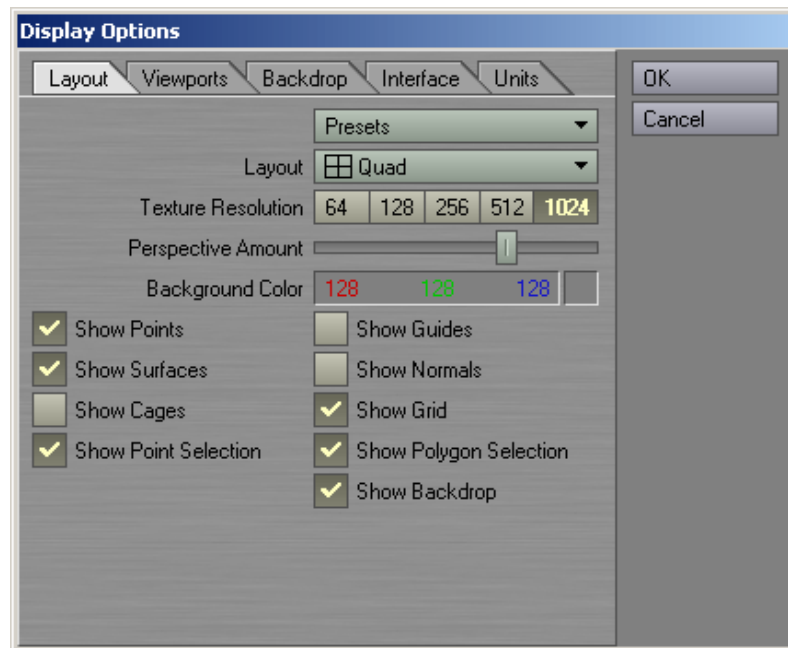 Display Options
Layout Viewports Backdrop Interface Units
OK
Presets
Cancel
Layout Quad
Texture Resolution 64 128 256 512 1024
Perspective Amount
Background Color 128 128 128
Show Points Show Guides
Show Surfaces Show Normals
Show Cages Show Grid
Show Point Selection Show Polygon Selection
Show Backdrop